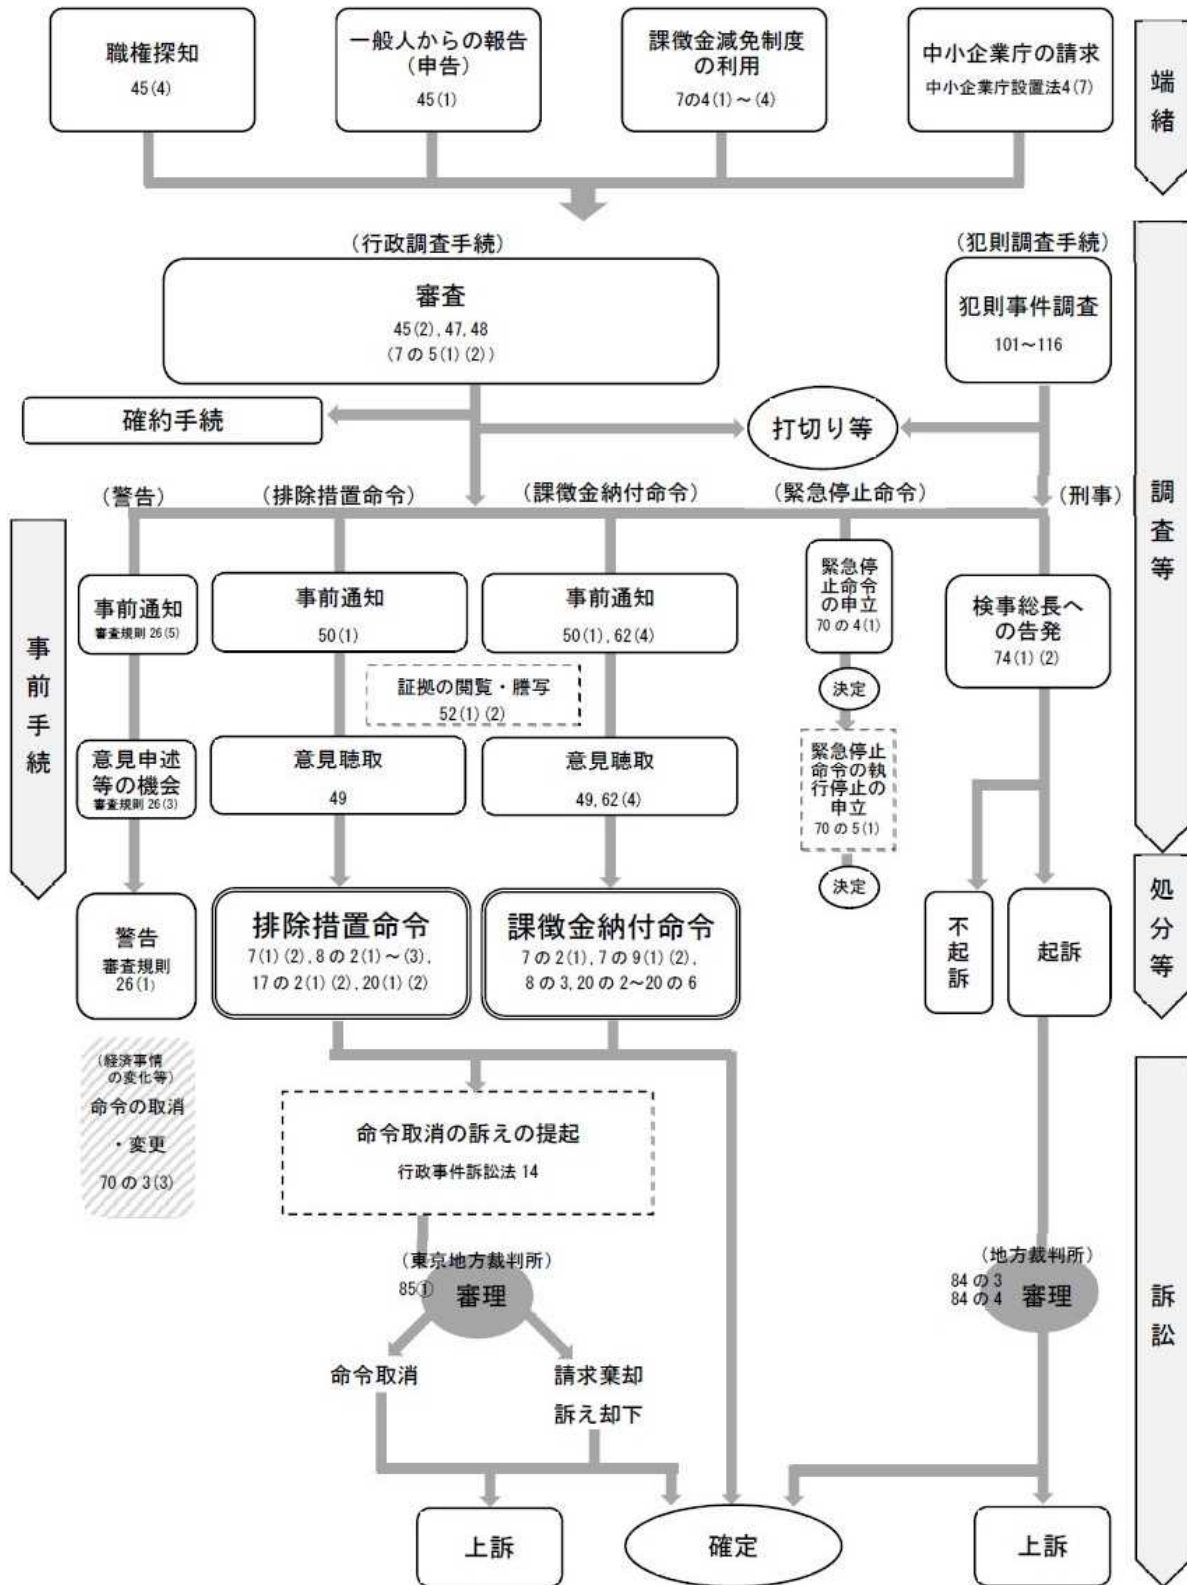 職権探知
45(4)
一般人からの報告
(申告)
45(1)
課徴金減免制度
の利用
7の4(1)～(4)
中小企業庁の請求
中小企業庁設置法4(7)
端緒
(行政調査手続)
審査
45(2),47,48
(7の5(1)(2))
(犯則調査手続)
犯則事件調査
101～116
確約手続
打切り等
調査等
(警告)
(排除措置命令)
(課徴金納付命令)
(緊急停止命令)
(刑事)
事前手続
事前通知
審査規則26(5)
事前通知
50(1)
事前通知
50(1),62(4)
緊急停
止命令
の申立
70の4(1)
検事総長へ
の告発
74(1)(2)
証拠の閲覧・謄写
52(1)(2)
決定
意見申述
等の機会
審査規則26(3)
意見聴取
49
意見聴取
49,62(4)
緊急停止
命令の執
行停止の
申立
70の5(1)
決定
処分等
警告
審査規則
26(1)
排除措置命令
7(1)(2),8の2(1)～(3),
17の2(1)(2),20(1)(2)
課徴金納付命令
7の2(1),7の9(1)(2),
8の3,20の2～20の6
不起訴
起訴
(経済事情
の変化等)
命令の取消
・変更
70の3(3)
命令取消の訴えの提起
行政事件訴訟法14
訴訟
(東京地方裁判所)
85①
審理
(地方裁判所)
84の3
84の4
審理
命令取消
請求棄却
訴え却下
上訴
確定
上訴